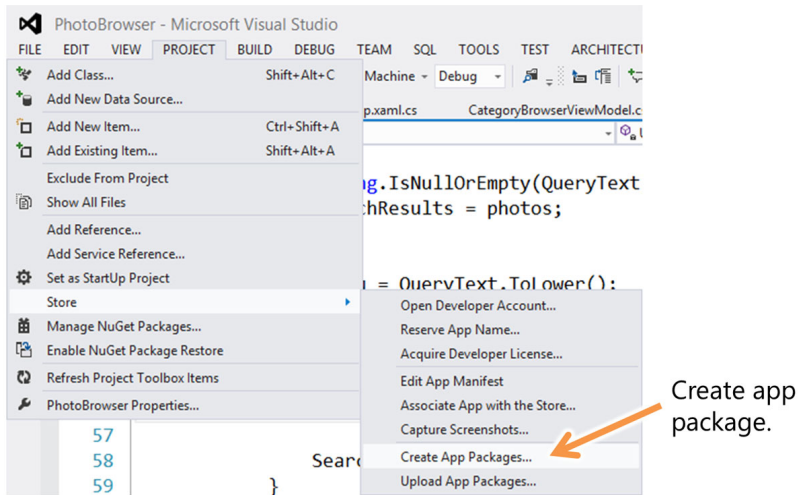 PhotoBrowser - Microsoft Visual Studio
FILE EDIT VIEW PROJECT BUILD DEBUG TEAM SQL TOOLS TEST ARCHITECTU
Add Class... Shift+Alt+C
Machine Debug
Add New Data Source...
p.xaml.cs CategoryBrowserViewModel.c
Add New Item... Ctrl+Shift+A
Add Existing Item... Shift+Alt+A
Exclude From Project
ng.IsNullOrEmpty(QueryText
Show All Files
chResults = photos;
Add Reference...
Add Service Reference...
Set as StartUp Project
= QueryText.ToLower();
Store
Open Developer Account...
Manage NuGet Packages...
Reserve App Name...
Enable NuGet Package Restore
Acquire Developer License...
Refresh Project Toolbox Items
Edit App Manifest
PhotoBrowser Properties...
Associate App with the Store...
Capture Screenshots...
Create App Packages...
Upload App Packages...
Create app
package.
57
58 Sear
59 }